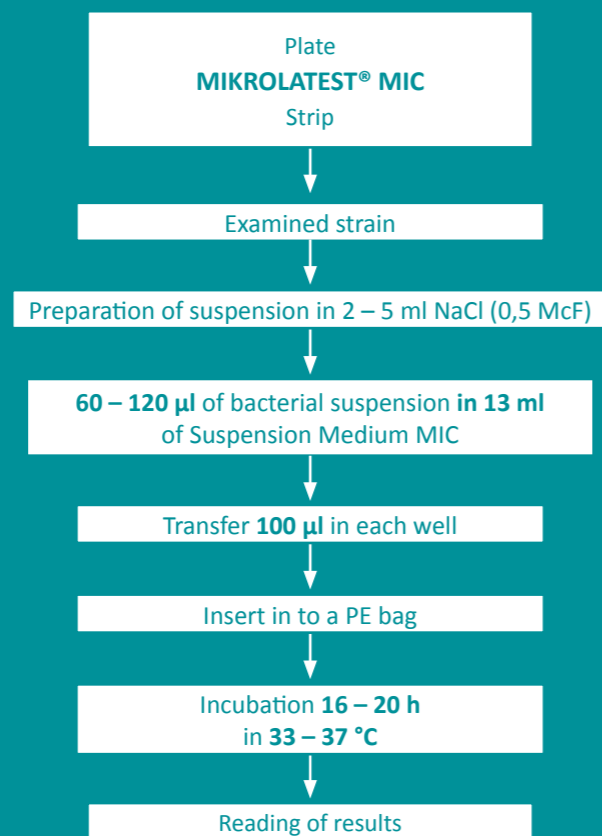 Plate
MIKROLATEST® MIC
Strip
Examined strain
Preparation of suspension in 2 – 5 ml NaCl (0,5 McF)
60 – 120 µl of bacterial suspension in 13 ml
of Suspension Medium MIC
Transfer 100 µl in each well
Insert in to a PE bag
Incubation 16 – 20 h
in 33 – 37 °C
Reading of results